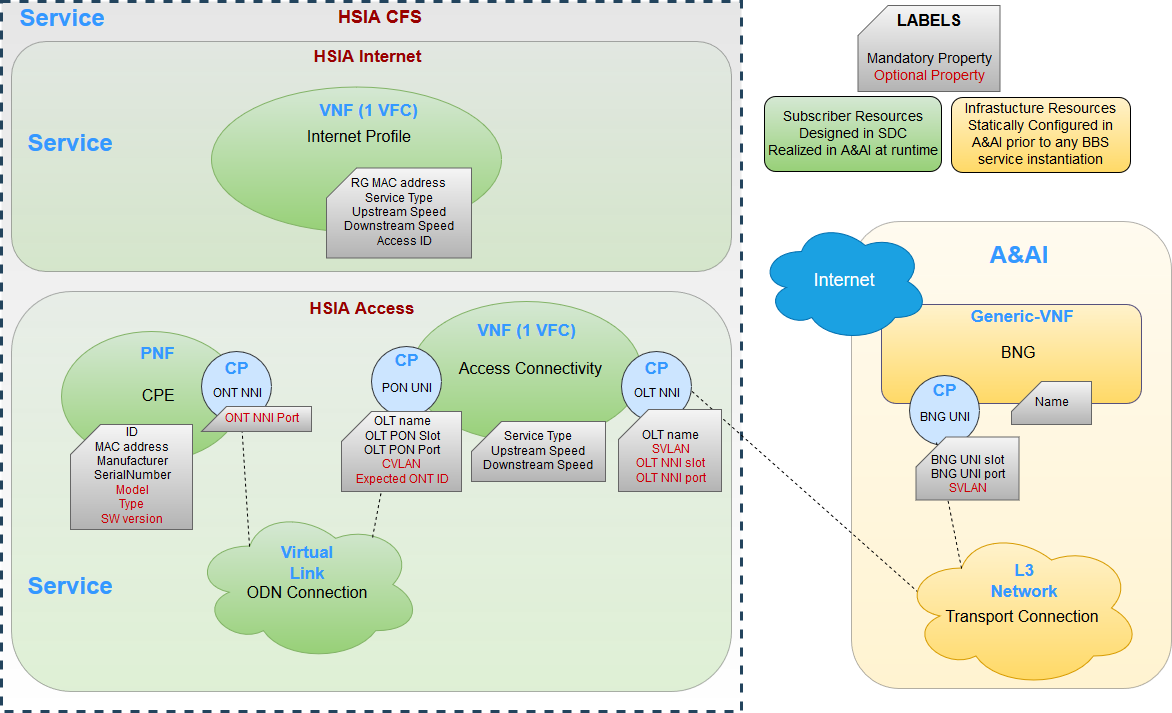 Service
HSIA CFS
HSIA Internet
Service
VNF (1 VFC)
Internet Profile
RG MAC address
Service Type
Upstream Speed
Downstream Speed
Access ID
HSIA Access
PNF
CPE
CP
ONT NNI
ONT NNI Port
ID
MAC address
Manufacturer
SerialNumber
Model
Type
SW version
CP
PON UNI
OLT name
OLT PON Slot
OLT PON Port
CVLAN
Expected ONT ID
VNF (1 VFC)
Access Connectivity
Service Type
Upstream Speed
Downstream Speed
CP
OLT NNI
OLT name
SVLAN
OLT NNI slot
OLT NNI port
Service
Virtual
Link
ODN Connection
LABELS
Mandatory Property
Optional Property
Subscriber Resources
Designed in SDC
Realized in A&AI at runtime
Infrastucture Resources
Statically Configured in
A&AI prior to any BBS
service instantiation
A&AI
Internet
Generic-VNF
BNG
Name
CP
BNG UNI
BNG UNI slot
BNG UNI port
SVLAN
L3
Network
Transport Connection